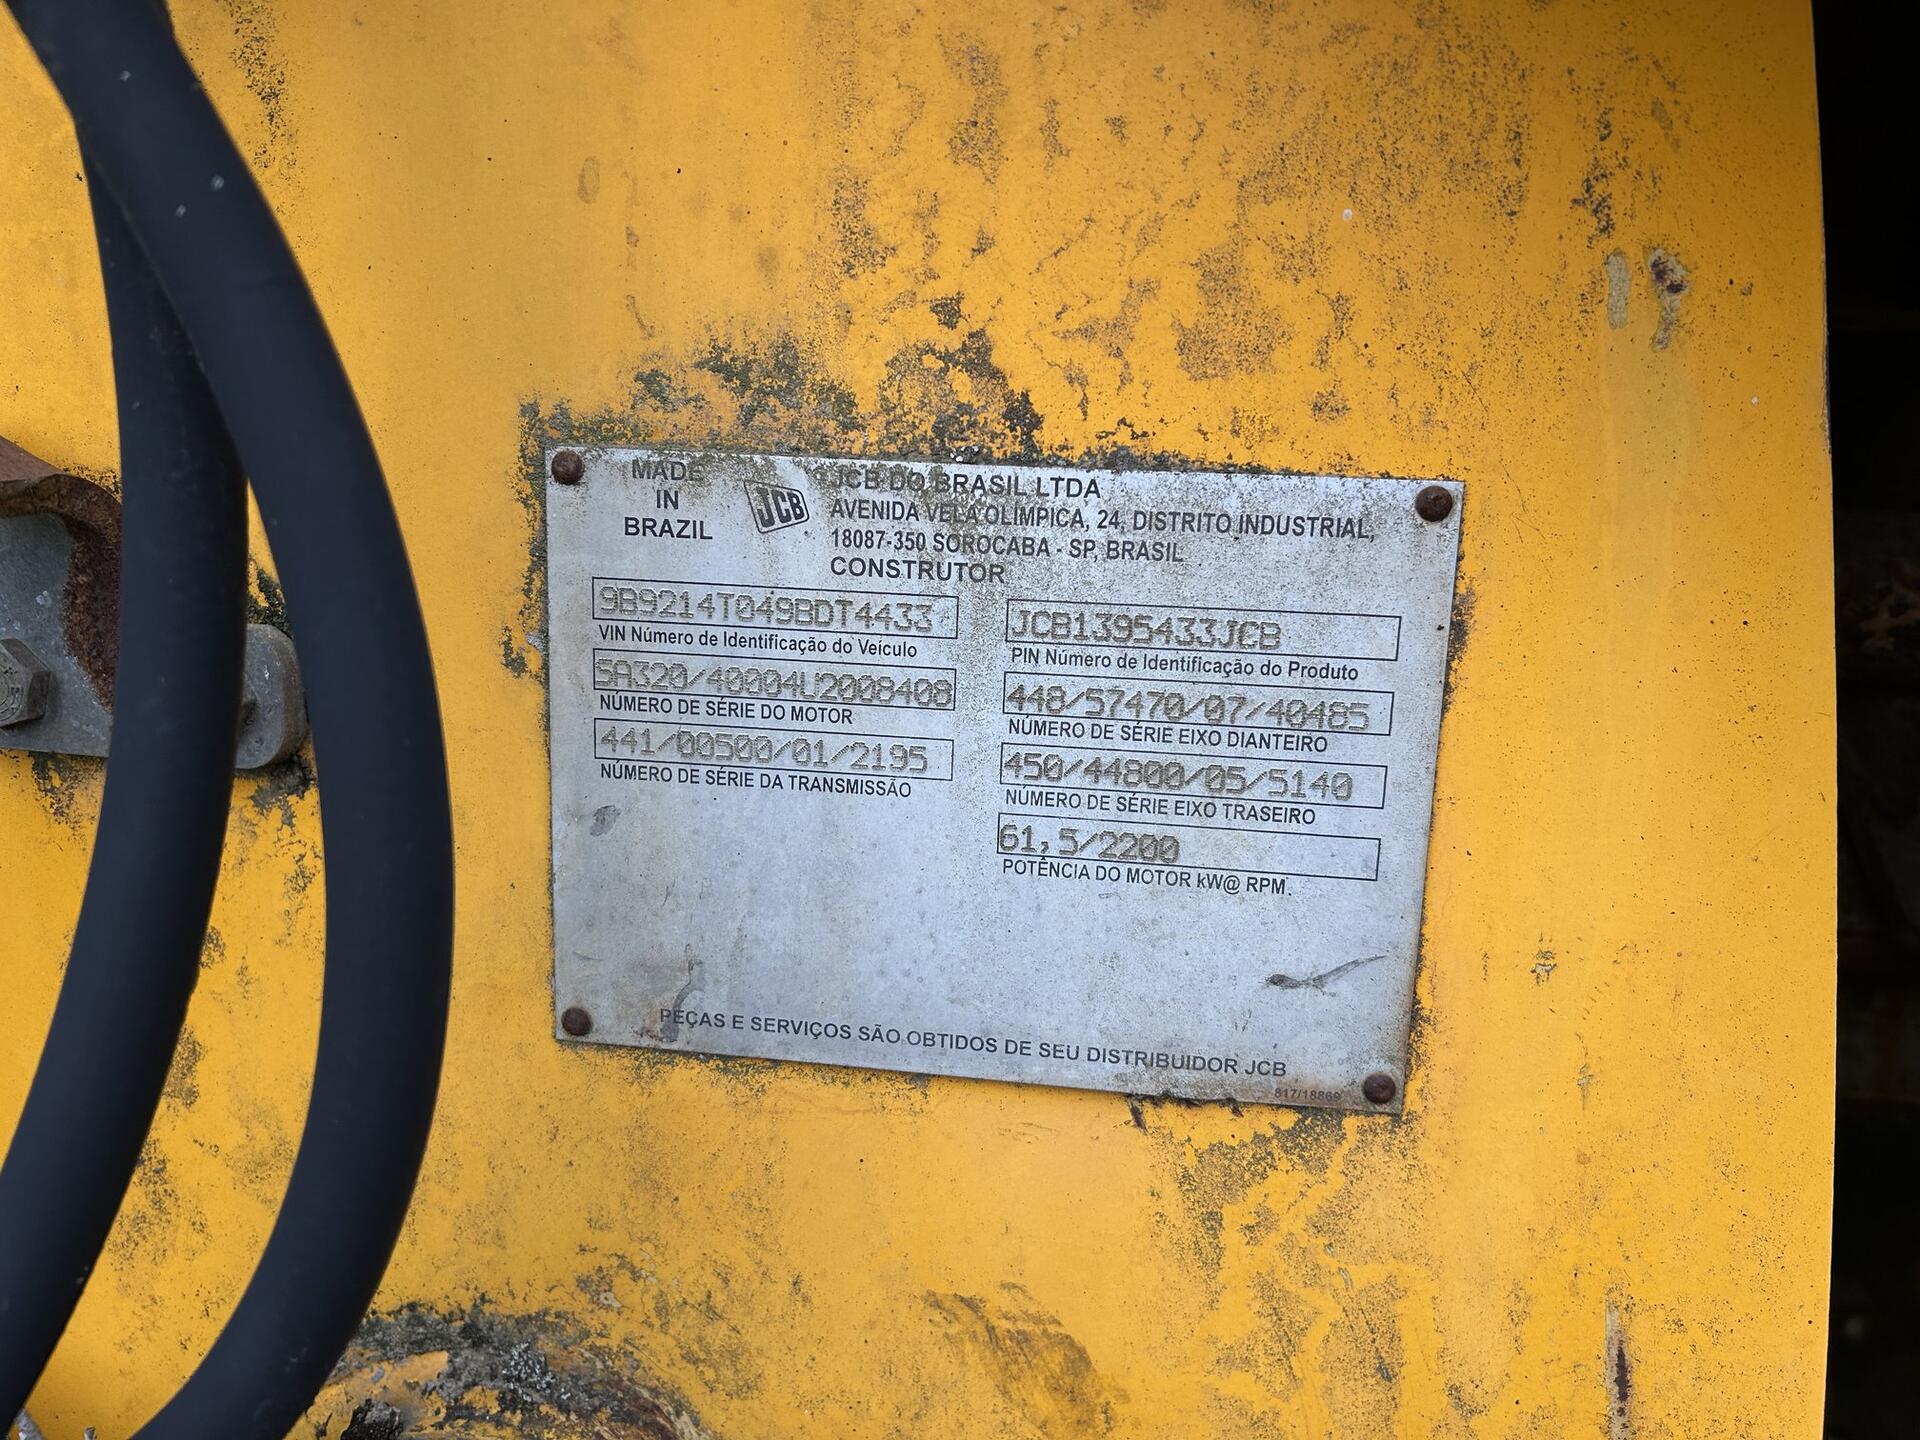 MADE
IN
BRAZIL
JCB
JCB DO BRASIL LTDA
AVENIDA VELA OLIMPICA, 24, DISTRITO INDUSTRIAL,
18087-350 SOROCABA - SP, BRASIL
CONSTRUTOR
9B9214T049BDT4433
VIN Número de Identificação do Veículo
5A320/40004U2008408
NÚMERO DE SÉRIE DO MOTOR
441/00500/01/2195
NÚMERO DE SÉRIE DA TRANSMISSÃO
JCB1395433JCB
PIN Número de Identificação do Produto
448/57470/07/40485
NÚMERO DE SÉRIE EIXO DIANTEIRO
450/44800/05/5140
NÚMERO DE SÉRIE EIXO TRASEIRO
61,5/2200
POTÊNCIA DO MOTOR kW@ RPM.
PEÇAS E SERVIÇOS SÃO OBTIDOS DE SEU DISTRIBUIDOR JCB
817/18869